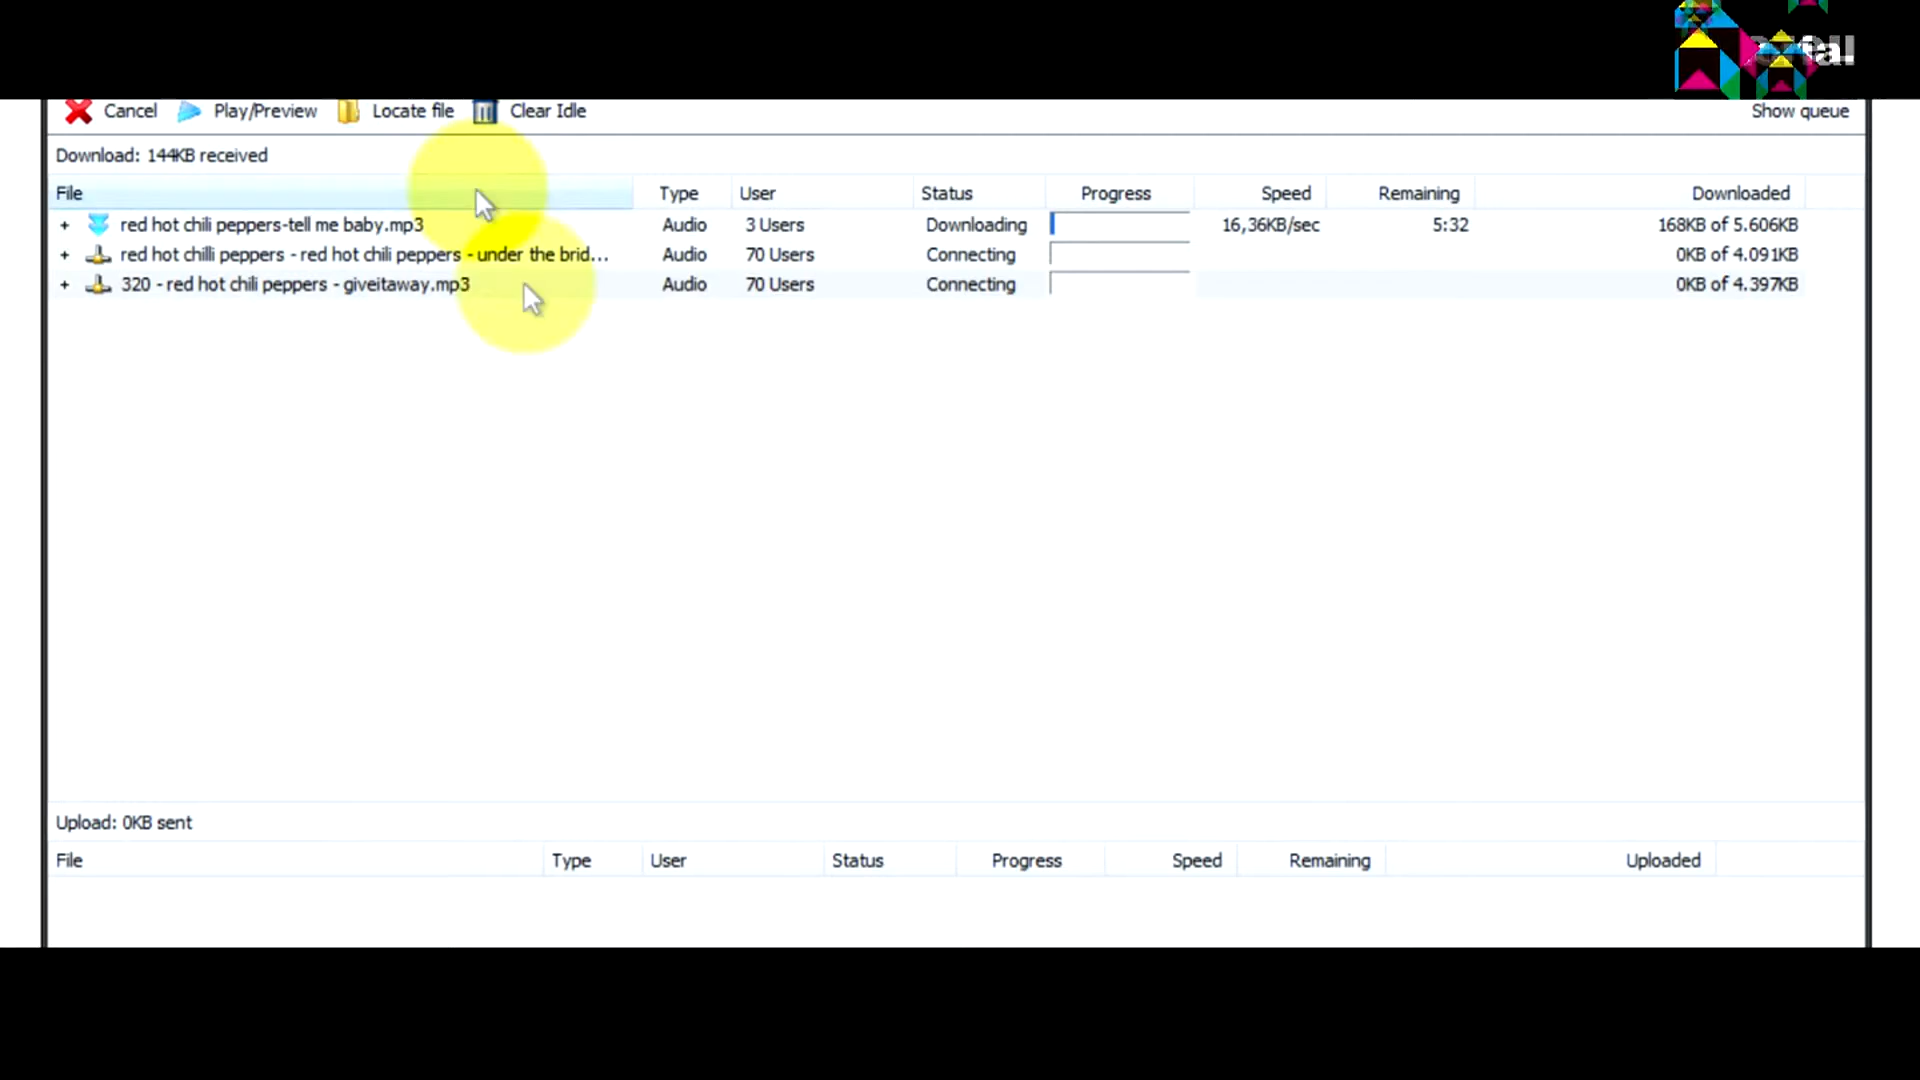 Cancel Play/Preview Locate file Clear Idle Show queue
Download: 144KB received
File Type User Status Progress Speed Remaining Downloaded
+ red hot chili peppers-tell me baby.mp3 Audio 3 Users Downloading 16,36KB/sec 5:32 168KB of 5.606KB
+ red hot chilli peppers - red hot chili peppers - under the brid... Audio 70 Users Connecting 0KB of 4.091KB
+ 320 - red hot chili peppers - giveitaway.mp3 Audio 70 Users Connecting 0KB of 4.397KB
Upload: 0KB sent
File Type User Status Progress Speed Remaining Uploaded